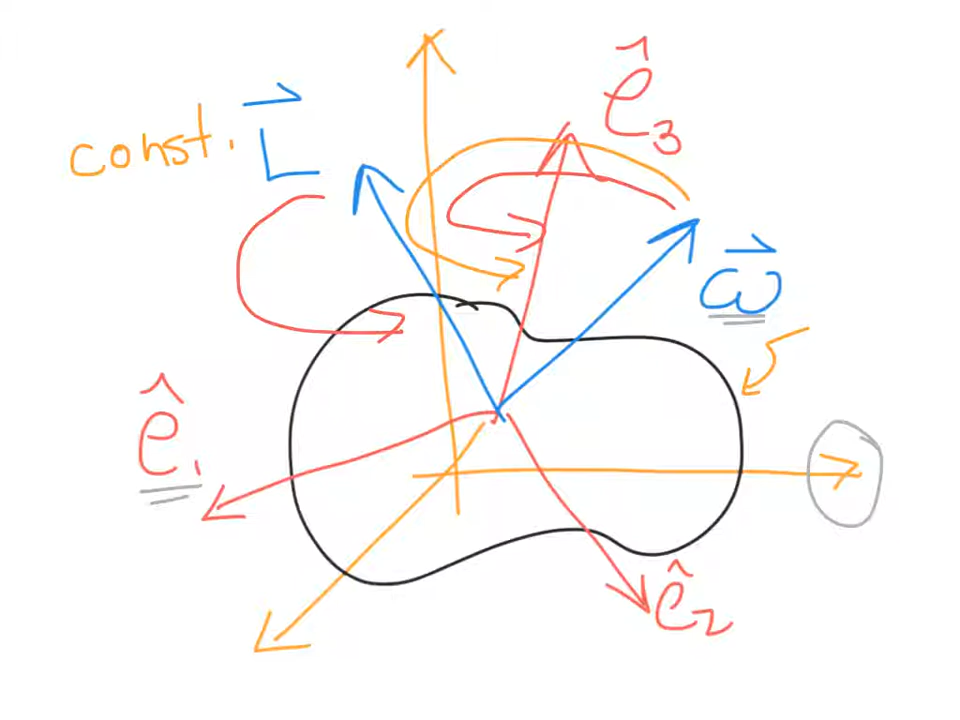 ê₃
const. L⃗
ω⃗
ê₁
ê₂